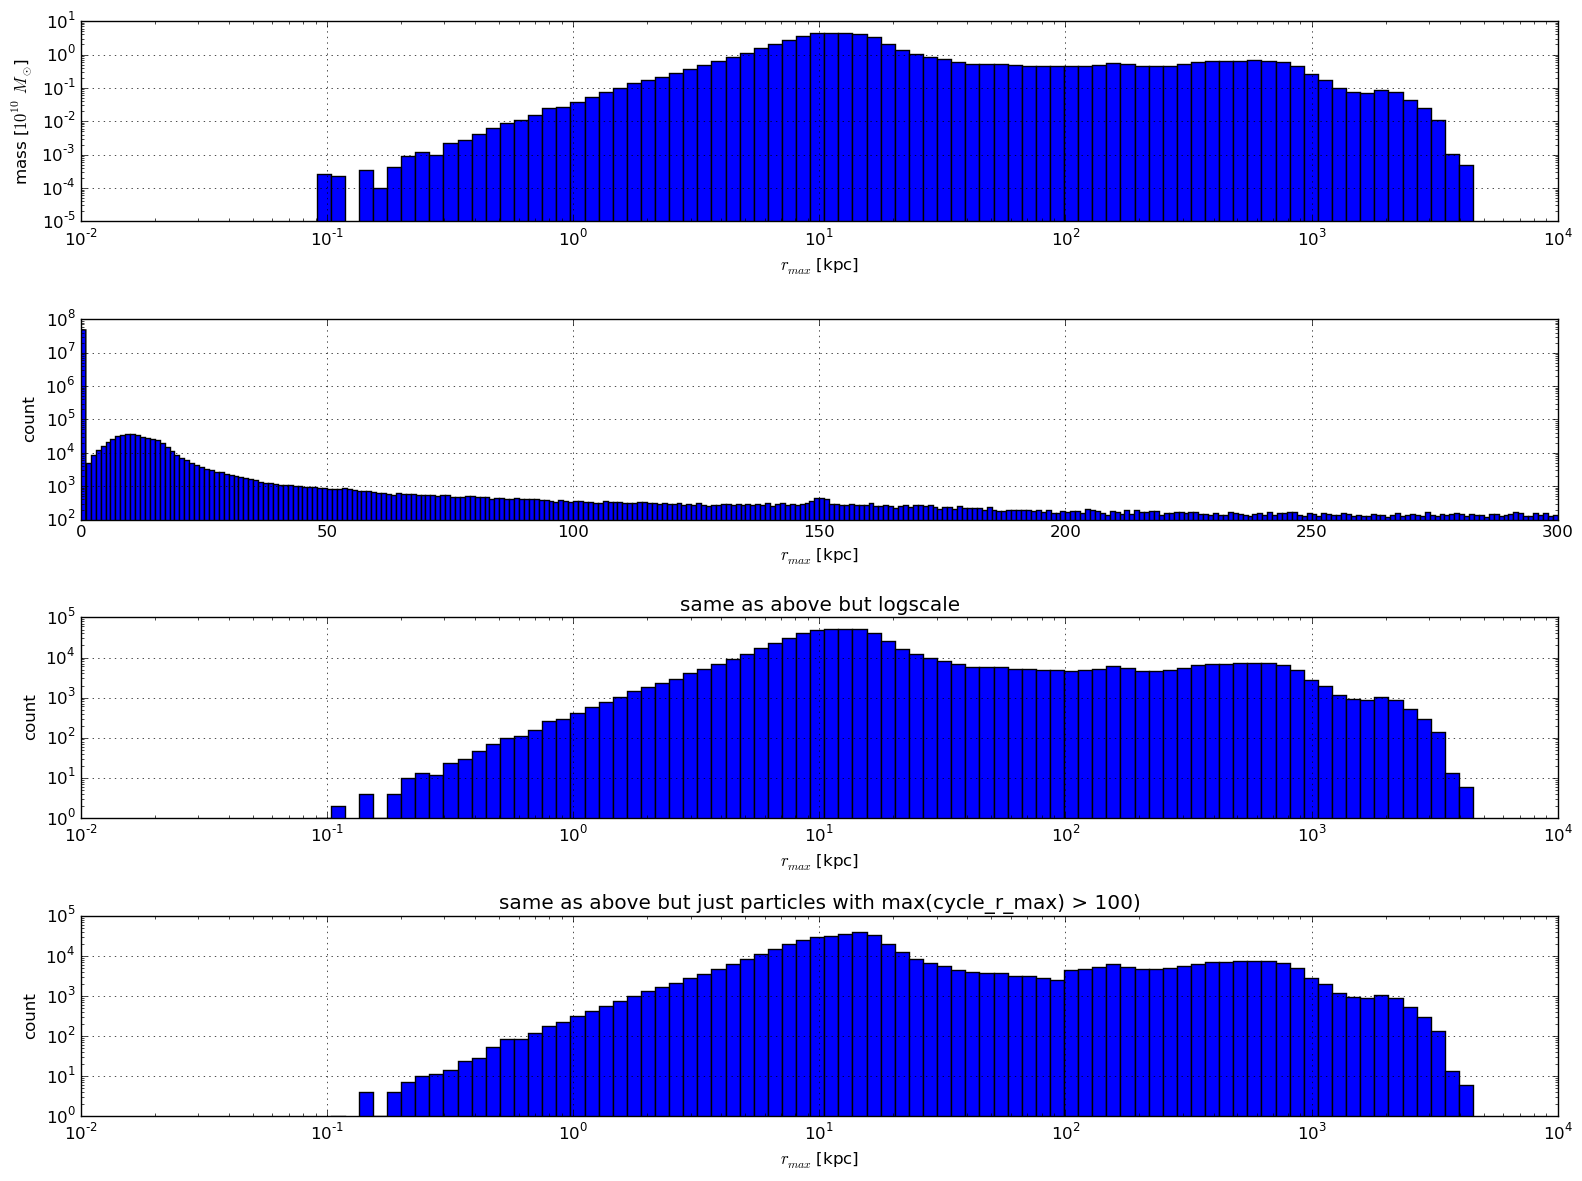 10^1
10^0
10^-1
10^-2
10^-3
10^-4
10^-5
mass [10^10 M_⊙]
10^-2 10^-1 10^0 10^1 10^2 10^3 10^4
r_max [kpc]
10^8
10^7
10^6
10^5
10^4
10^3
10^2
count
0 50 100 150 200 250 300
r_max [kpc]
same as above but logscale
10^5
10^4
10^3
10^2
10^1
10^0
count
10^-2 10^-1 10^0 10^1 10^2 10^3 10^4
r_max [kpc]
same as above but just particles with max(cycle_r_max) > 100)
10^5
10^4
10^3
10^2
10^1
10^0
count
10^-2 10^-1 10^0 10^1 10^2 10^3 10^4
r_max [kpc]